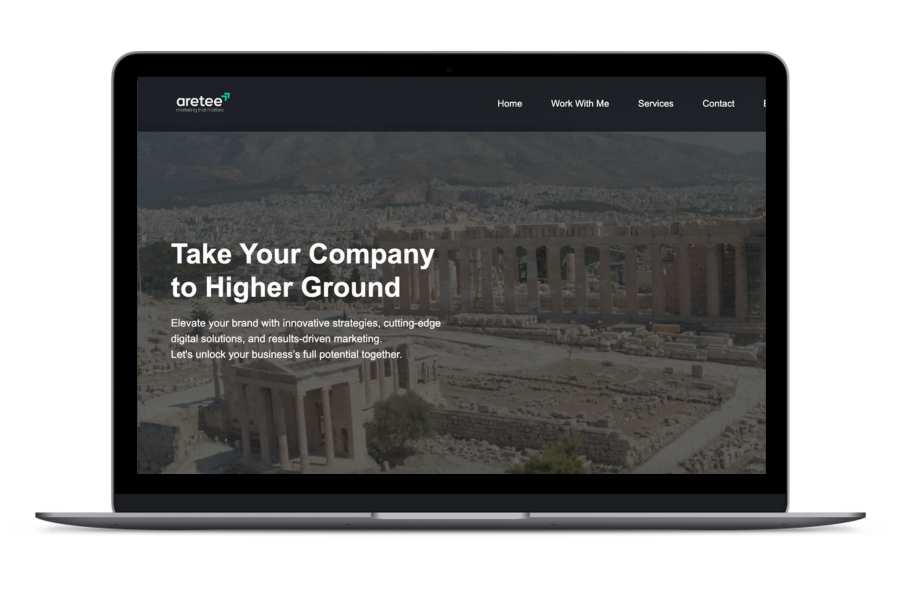 aretee
marketing that matters
Home Work With Me Services Contact
Take Your Company
to Higher Ground
Elevate your brand with innovative strategies, cutting-edge
digital solutions, and results-driven marketing.
Let's unlock your business's full potential together.